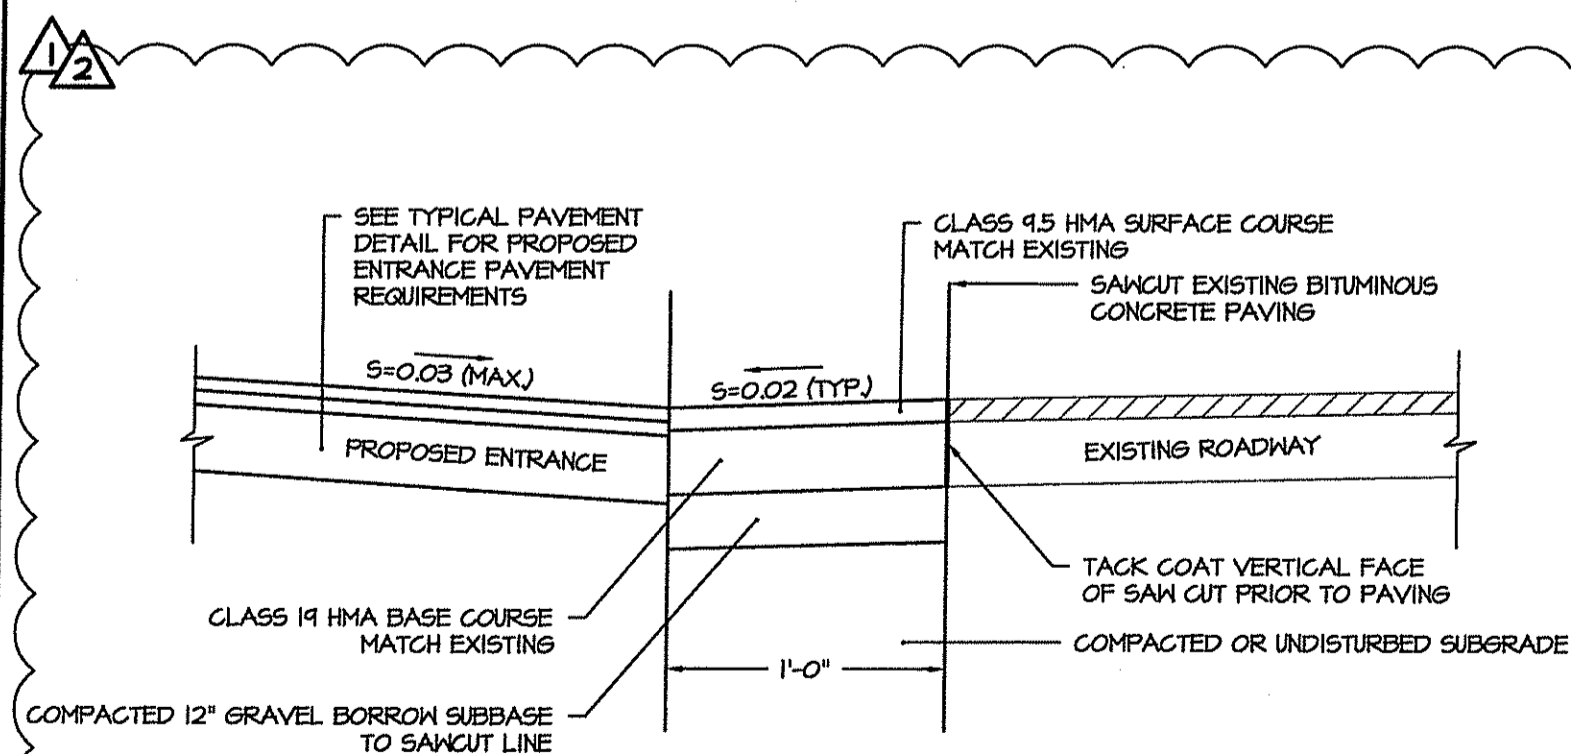 1
2
SEE TYPICAL PAVEMENT
DETAIL FOR PROPOSED
ENTRANCE PAVEMENT
REQUIREMENTS
CLASS 9.5 HMA SURFACE COURSE
MATCH EXISTING
SAWCUT EXISTING BITUMINOUS
CONCRETE PAVING
S=0.03 (MAX.)
S=0.02 (TYP.)
PROPOSED ENTRANCE
EXISTING ROADWAY
TACK COAT VERTICAL FACE
OF SAW CUT PRIOR TO PAVING
CLASS 19 HMA BASE COURSE
MATCH EXISTING
COMPACTED OR UNDISTURBED SUBGRADE
1'-0"
COMPACTED 12" GRAVEL BORROW SUBBASE
TO SAWCUT LINE